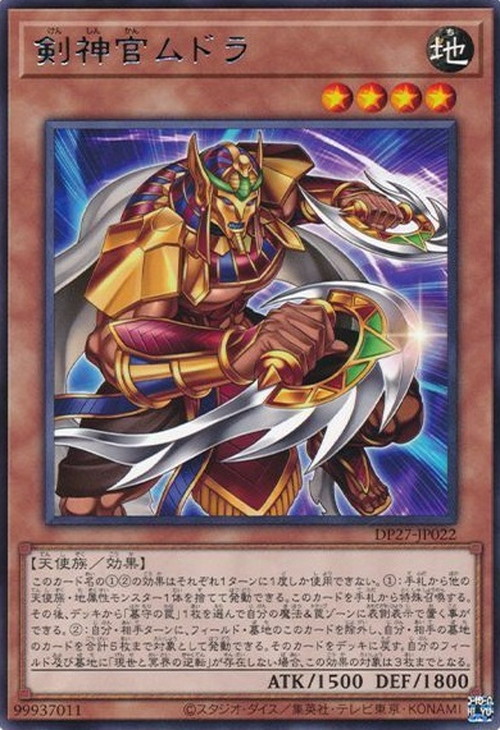 剣神官ムドラ
地
DP27-JP022
【天使族／効果】
このカード名の①②の効果はそれぞれ1ターンに1度しか使用できない。①：手札から他の
天使族・地属性モンスター1体を捨てて発動できる。このカードを手札から特殊召喚する。
その後、デッキから「墓守の罠」1枚を選んで自分の魔法＆罠ゾーンに表側表示で置く事が
できる。②：自分・相手ターンに、フィールド・墓地のこのカードを除外し、自分・相手の墓地
のカードを合計5枚まで対象として発動できる。そのカードをデッキに戻す。自分のフィー
ルド及び墓地に「現世と冥界の逆転」が存在しない場合、この効果の対象は3枚までとなる。
ATK/1500 DEF/1800
99937011
©スタジオ・ダイス／集英社・テレビ東京・KONAMI